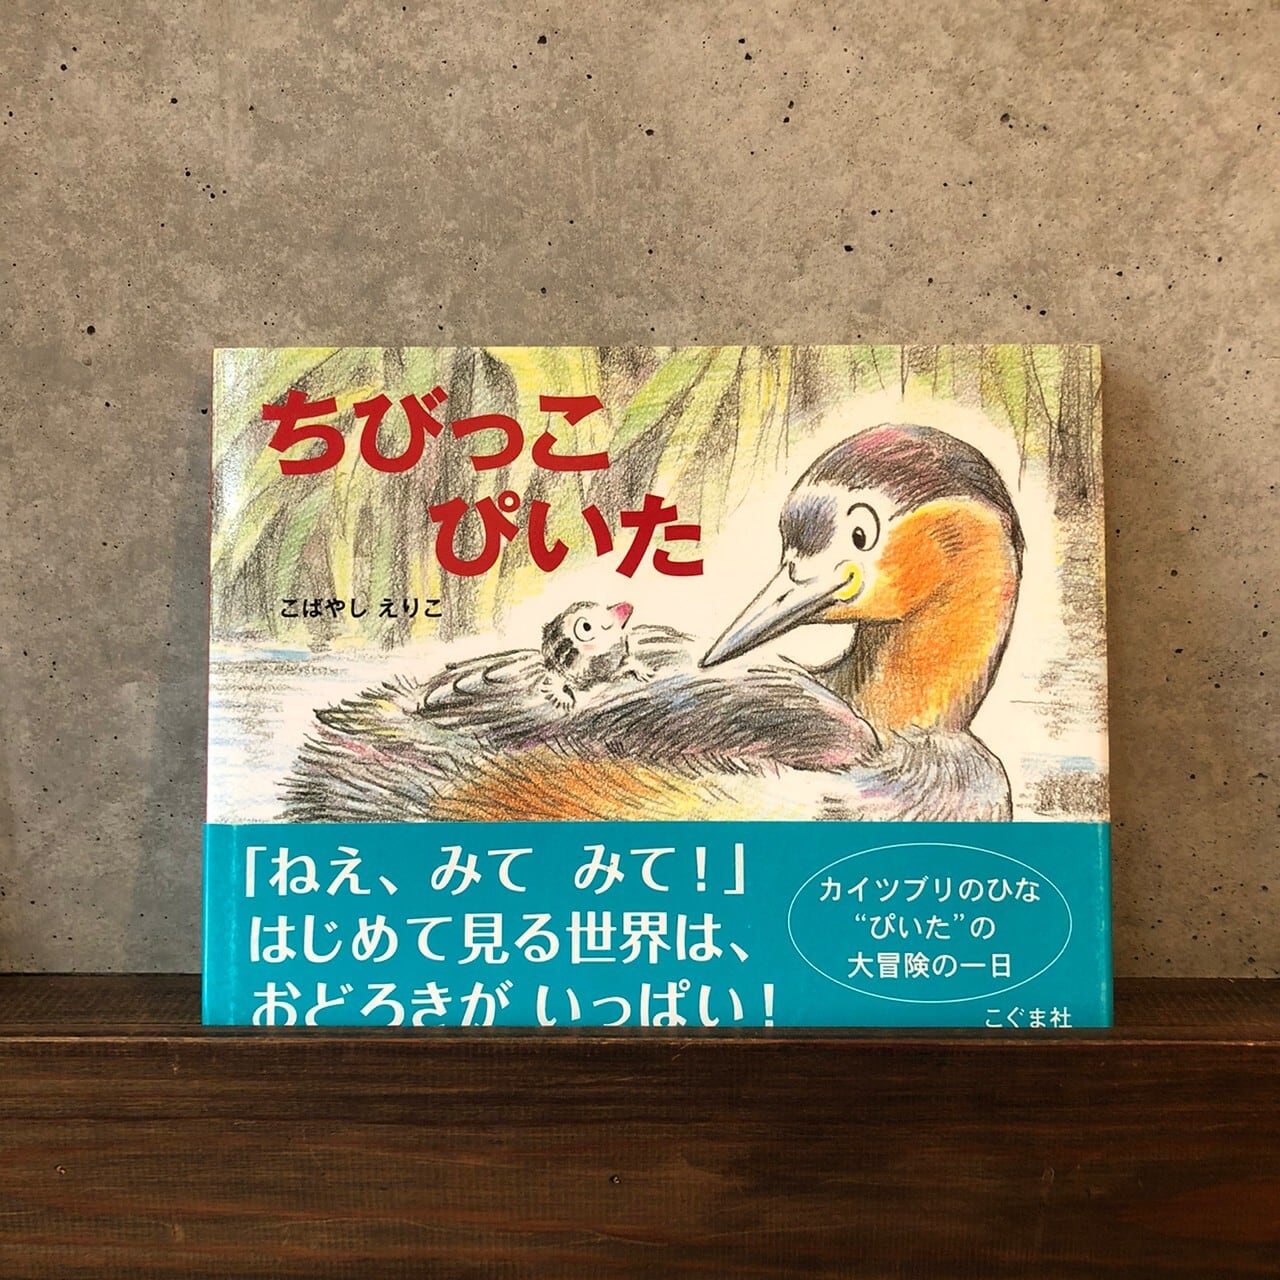 ちびっこ
ぴいた
こばやし えりこ
「ねえ、みて みて!」
はじめて見る世界は、
おどろきが いっぱい!
カイツブリのひな
“ぴいた”の
大冒険の一日
こぐま社